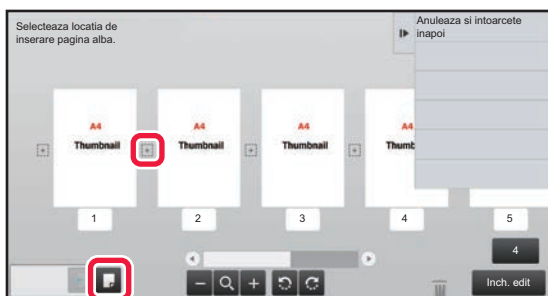 Selecteaza locatia de
inserare pagina alba.
Anuleaza si intoarcete
inapoi
A4
Thumbnail
A4
Thumbnail
A4
Thumbnail
A4
Thumb
1
2
3
4
5
4
Inch. edit